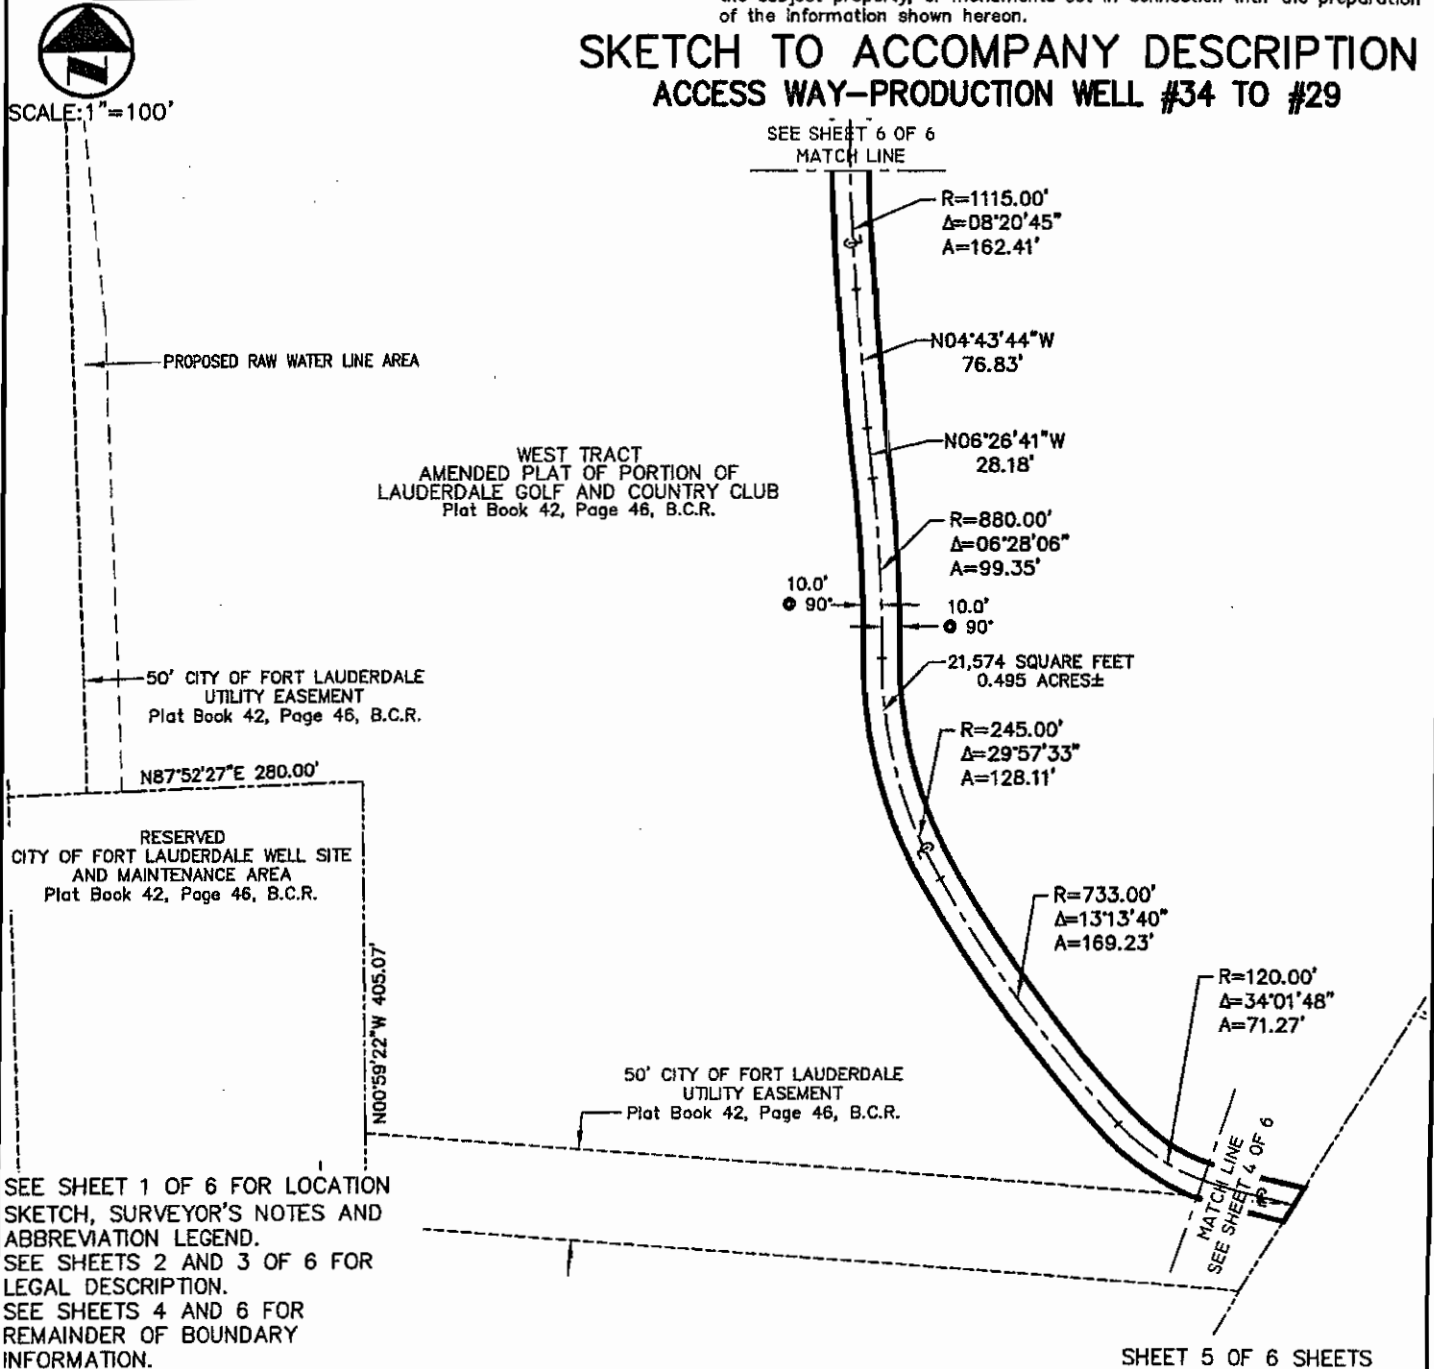 of the information shown hereon.
SKETCH TO ACCOMPANY DESCRIPTION
ACCESS WAY–PRODUCTION WELL #34 TO #29
N
SCALE:1"=100'
SEE SHEET 6 OF 6
MATCH LINE
R=1115.00'
Δ=08°20'45"
A=162.41'
N04°43'44"W
76.83'
PROPOSED RAW WATER LINE AREA
N06°26'41"W
28.18'
WEST TRACT
AMENDED PLAT OF PORTION OF
LAUDERDALE GOLF AND COUNTRY CLUB
Plat Book 42, Page 46, B.C.R.
R=880.00'
Δ=06°28'06"
A=99.35'
10.0'
@ 90°
10.0'
@ 90°
21,574 SQUARE FEET
0.495 ACRES±
50' CITY OF FORT LAUDERDALE
UTILITY EASEMENT
Plat Book 42, Page 46, B.C.R.
R=245.00'
Δ=29°57'33"
A=128.11'
N87°52'27"E 280.00'
RESERVED
CITY OF FORT LAUDERDALE WELL SITE
AND MAINTENANCE AREA
Plat Book 42, Page 46, B.C.R.
R=733.00'
Δ=13°13'40"
A=169.23'
N00°59'22"W 405.07'
R=120.00'
Δ=34°01'48"
A=71.27'
50' CITY OF FORT LAUDERDALE
UTILITY EASEMENT
Plat Book 42, Page 46, B.C.R.
MATCH LINE
SEE SHEET 4 OF 6
SEE SHEET 1 OF 6 FOR LOCATION
SKETCH, SURVEYOR'S NOTES AND
ABBREVIATION LEGEND.
SEE SHEETS 2 AND 3 OF 6 FOR
LEGAL DESCRIPTION.
SEE SHEETS 4 AND 6 FOR
REMAINDER OF BOUNDARY
INFORMATION.
SHEET 5 OF 6 SHEETS